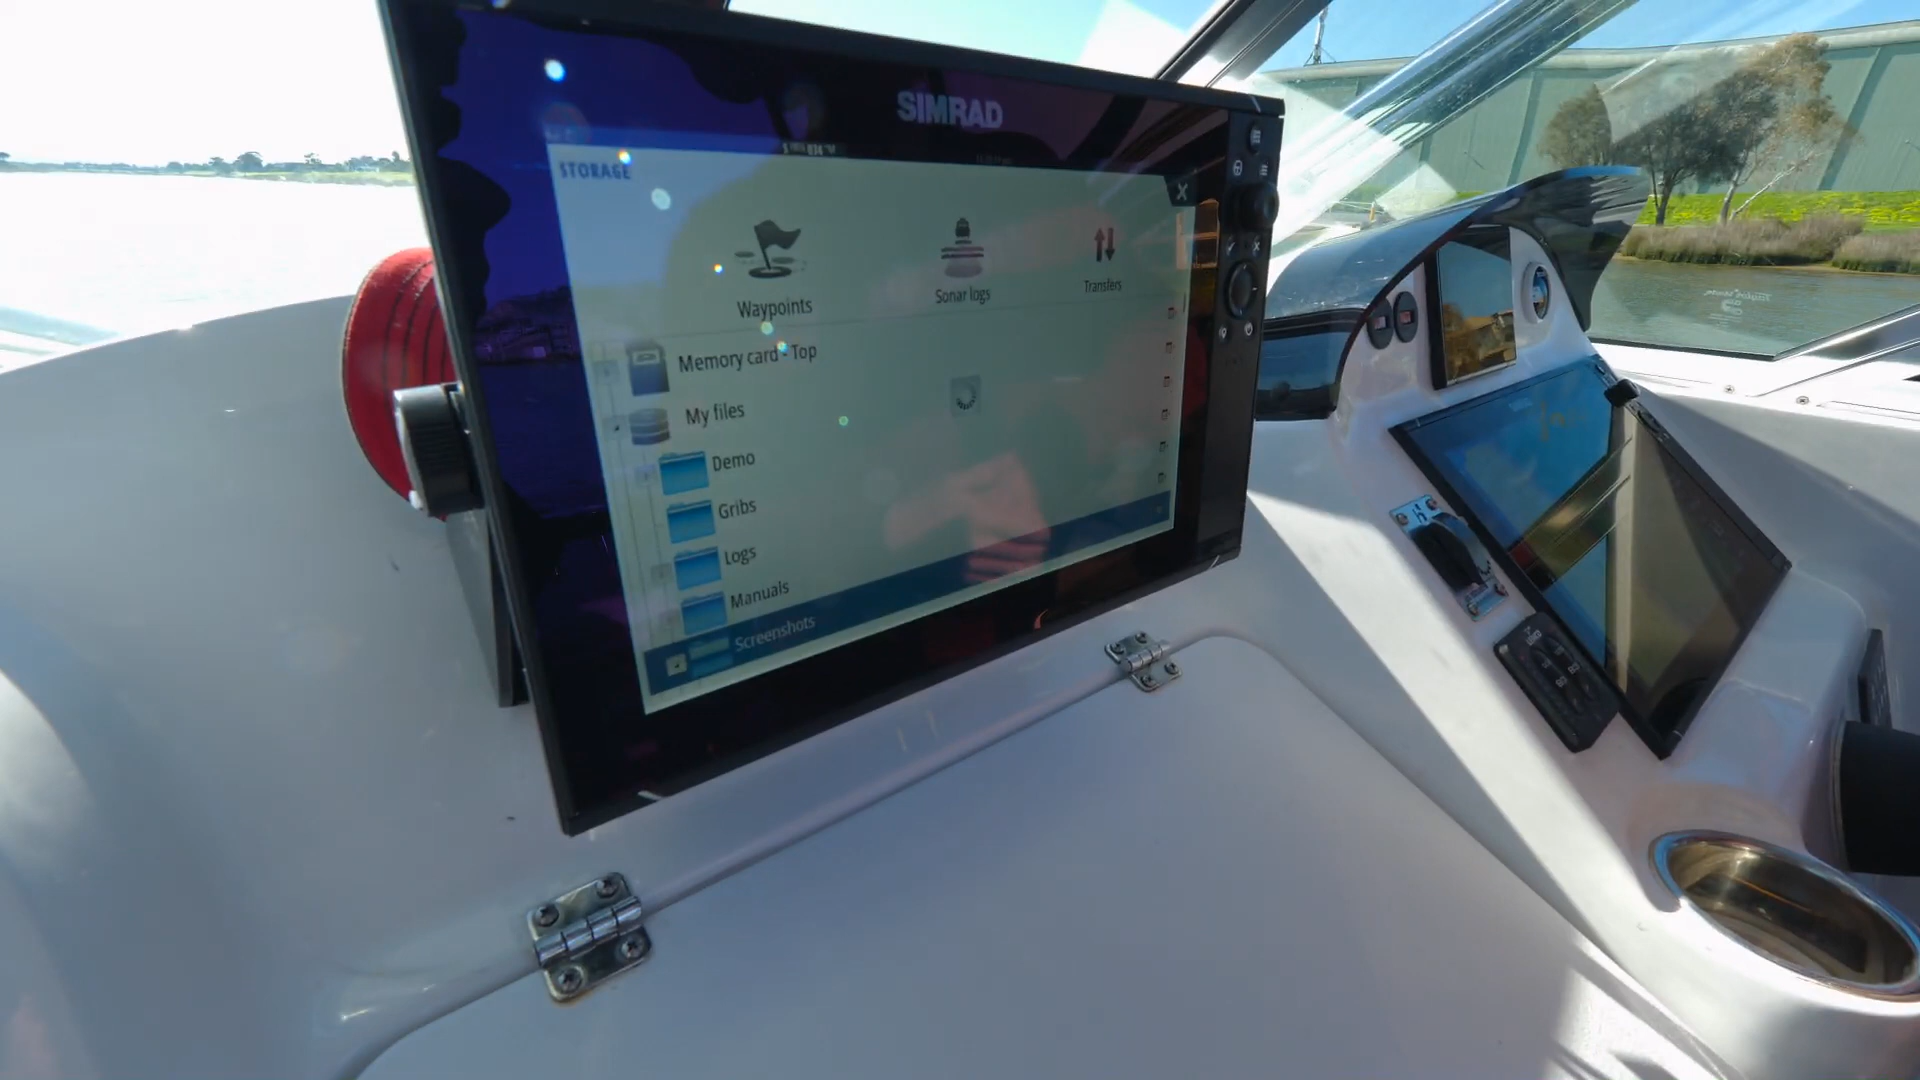 SIMRAD
STORAGE
Waypoints
Sonar logs
Transfers
Memory card - Top
My files
Demo
Gribs
Logs
Manuals
Screenshots